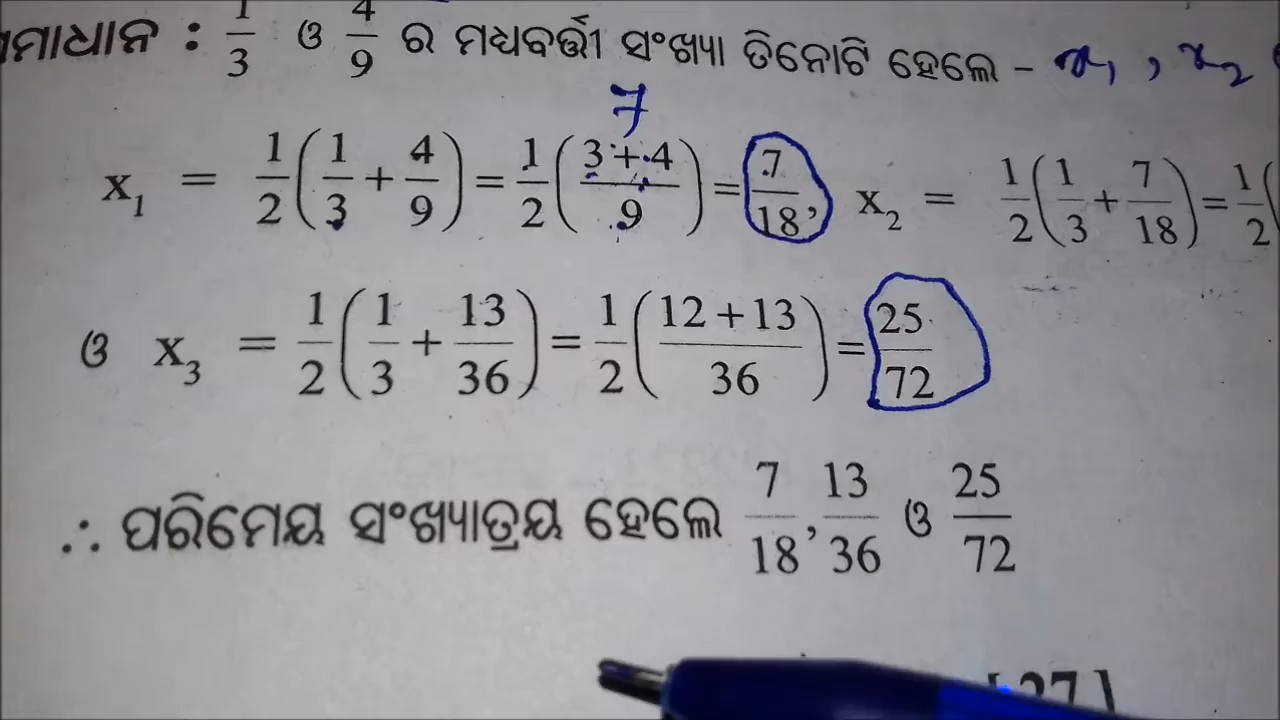 ମାଧାନ : 1/3 ଓ 4/9 ର ମଧ୍ୟବର୍ତ୍ତୀ ସଂଖ୍ୟା ତିନୋଟି ହେଲେ - x₁ , x₂
7
x₁ = 1/2(1/3 + 4/9) = 1/2((3 + 4)/9) = 7/18, x₂ = 1/2(1/3 + 7/18) = 1/2(
ଓ x₃ = 1/2(1/3 + 13/36) = 1/2((12 + 13)/36) = 25/72
∴ ପରିମେୟ ସଂଖ୍ୟାତ୍ରୟ ହେଲେ 7/18, 13/36 ଓ 25/72
[ 27 ]